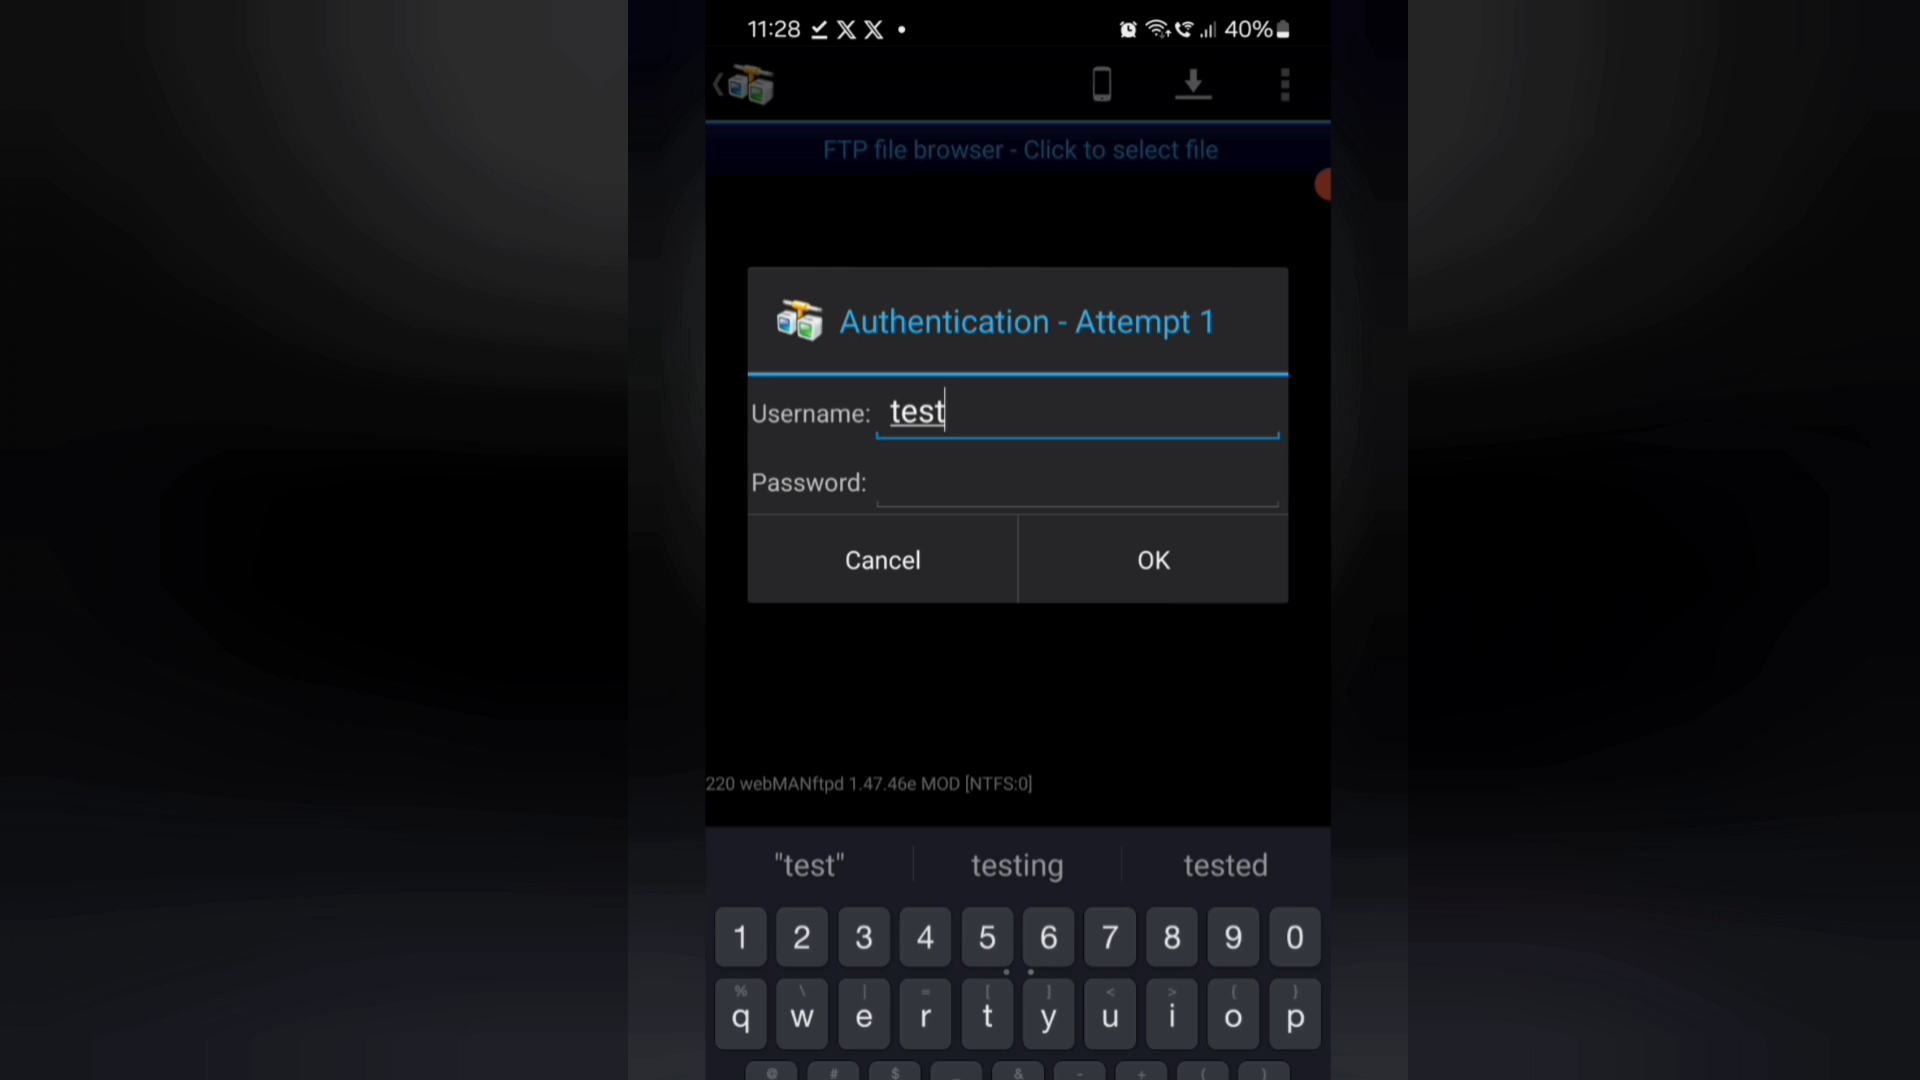 11:28 40%
FTP file browser - Click to select file
Authentication - Attempt 1
Username: test
Password:
Cancel OK
220 webMANftpd 1.47.46e MOD [NTFS:0]
"test" testing tested
1 2 3 4 5 6 7 8 9 0
% \ | = [ ] < > { }
q w e r t y u i o p
@ # $ _ & - + ( )